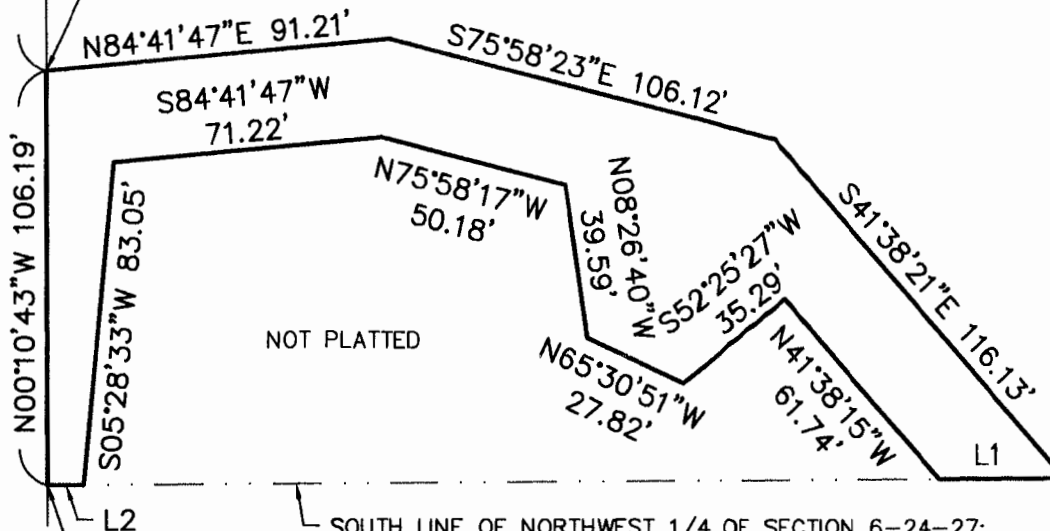 N84°41'47"E 91.21'
S75°58'23"E 106.12'
S84°41'47"W
71.22'
N75°58'17"W
50.18'
N08°26'40"W
39.59'
S52°25'27"W
35.29'
S41°38'21"E 116.13'
N00°10'43"W 106.19'
S05°28'33"W 83.05'
NOT PLATTED
N65°30'51"W
27.82'
N41°38'15"W
61.74'
L1
L2
SOUTH LINE OF NORTHWEST 1/4 OF SECTION 6-24-27;